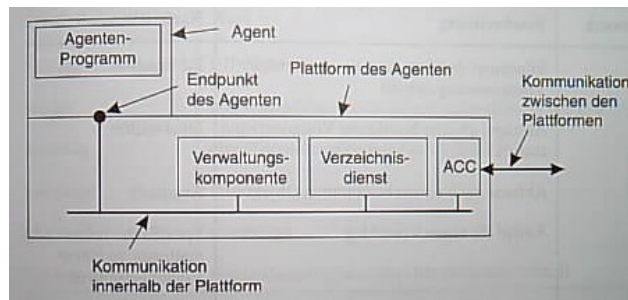 Agenten-
Programm
Agent
Endpunkt
des Agenten
Plattform des Agenten
Kommunikation
zwischen den
Plattformen
Verwaltungs-
komponente
Verzeichnis-
dienst
ACC
Kommunikation
innerhalb der Plattform